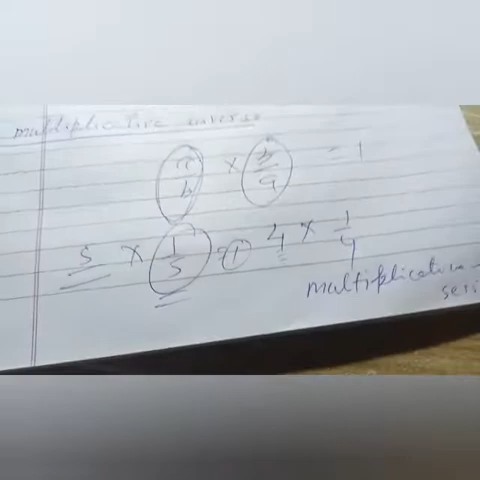 multiplicative inverse
a/b × b/a = 1
5 × 1/5 = 1 4 × 1/4
multiplicative